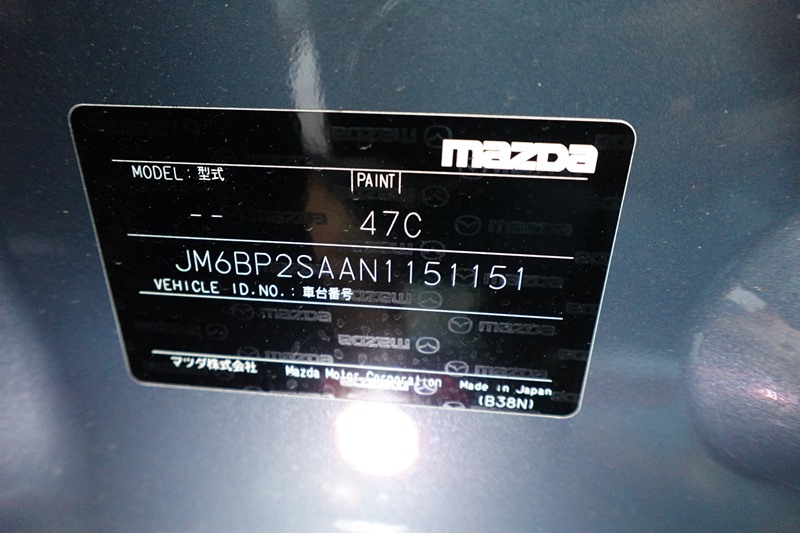 mazda
MODEL : 型式 |PAINT|
-- 47C
JM6BP2SAAN1151151
VEHICLE ID.NO. : 車台番号
マツダ株式会社 Mazda Motor Corporation Made in Japan
(B38N)